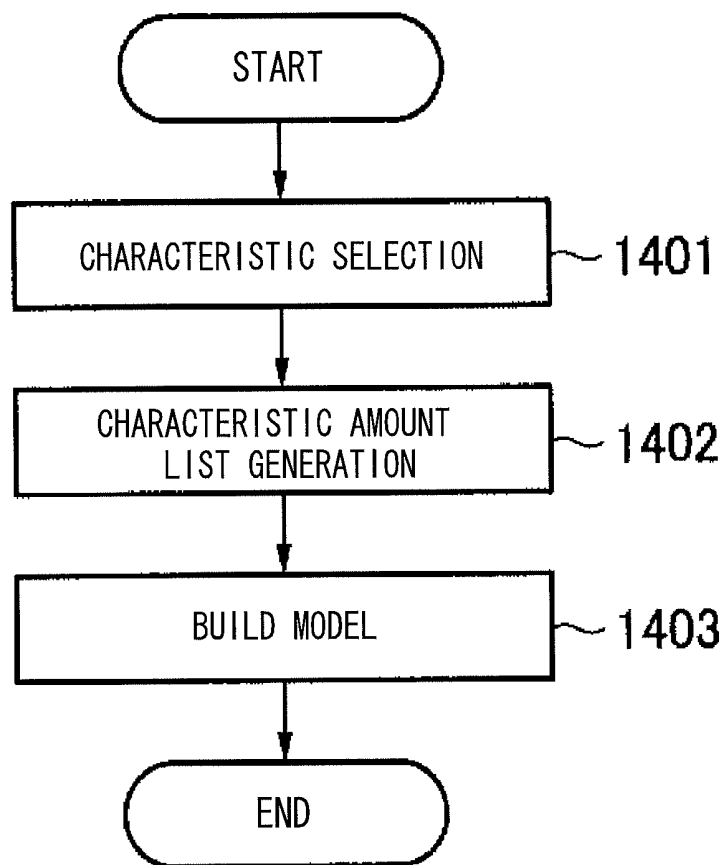 START
CHARACTERISTIC SELECTION
1401
CHARACTERISTIC AMOUNT
LIST GENERATION
1402
BUILD MODEL
1403
END